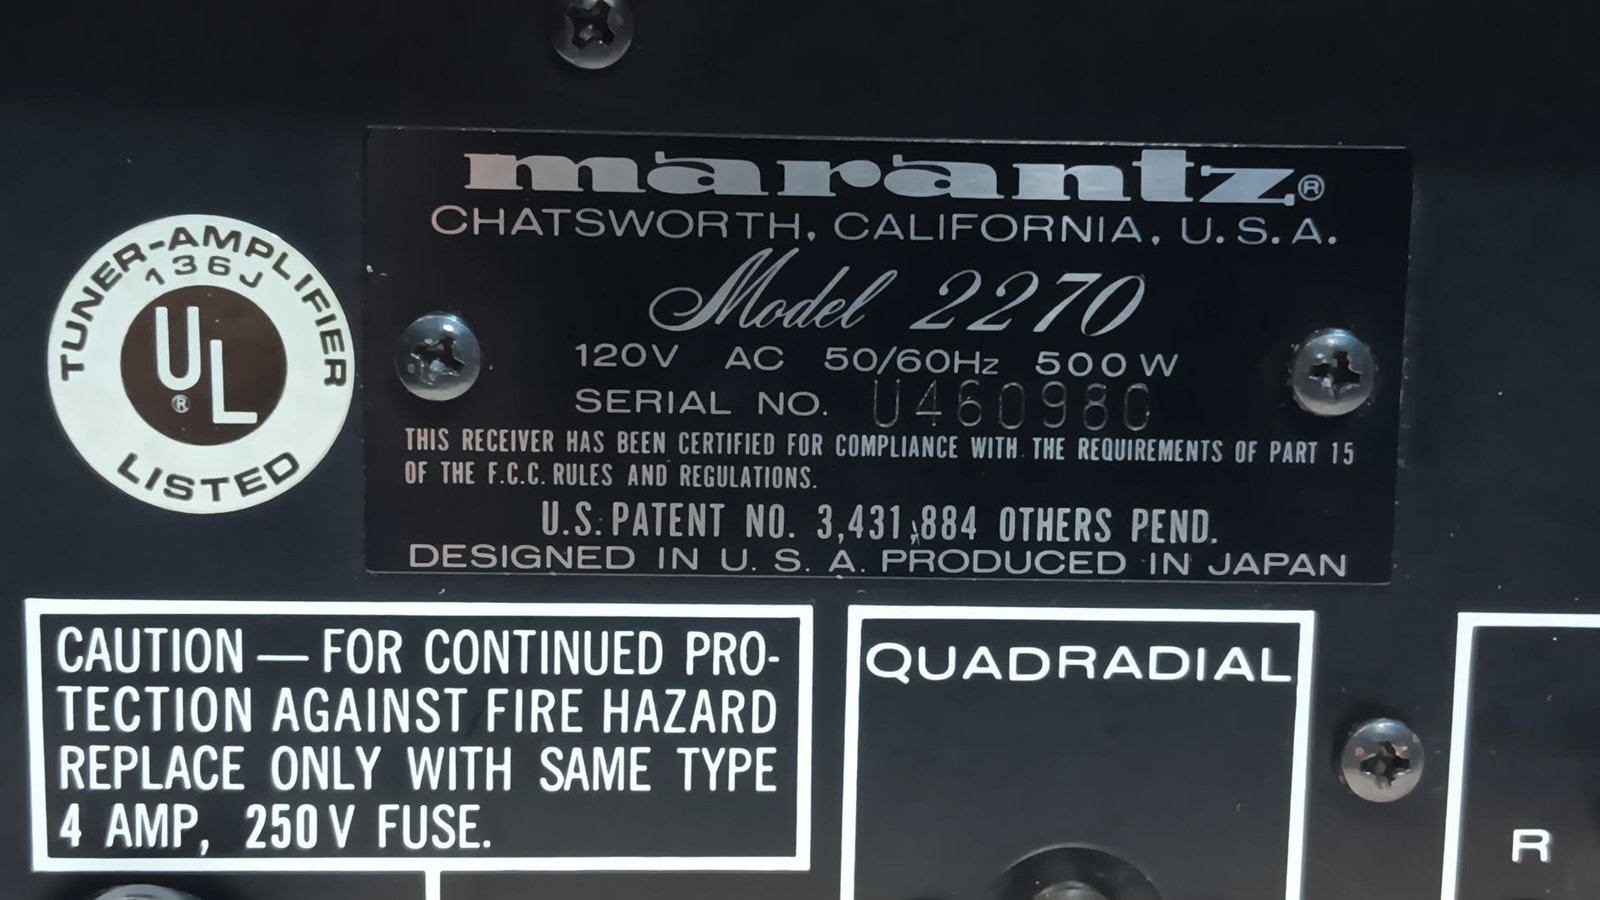 marantz®
CHATSWORTH, CALIFORNIA, U.S.A.
Model 2270
120V AC 50/60Hz 500W
SERIAL NO. U460980
THIS RECEIVER HAS BEEN CERTIFIED FOR COMPLIANCE WITH THE REQUIREMENTS OF PART 15
OF THE F.C.C. RULES AND REGULATIONS.
U.S. PATENT NO. 3,431,884 OTHERS PEND.
DESIGNED IN U.S.A. PRODUCED IN JAPAN
TUNER-AMPLIFIER
136J
UL®
LISTED
CAUTION — FOR CONTINUED PRO-
TECTION AGAINST FIRE HAZARD
REPLACE ONLY WITH SAME TYPE
4 AMP, 250V FUSE.
QUADRADIAL
R